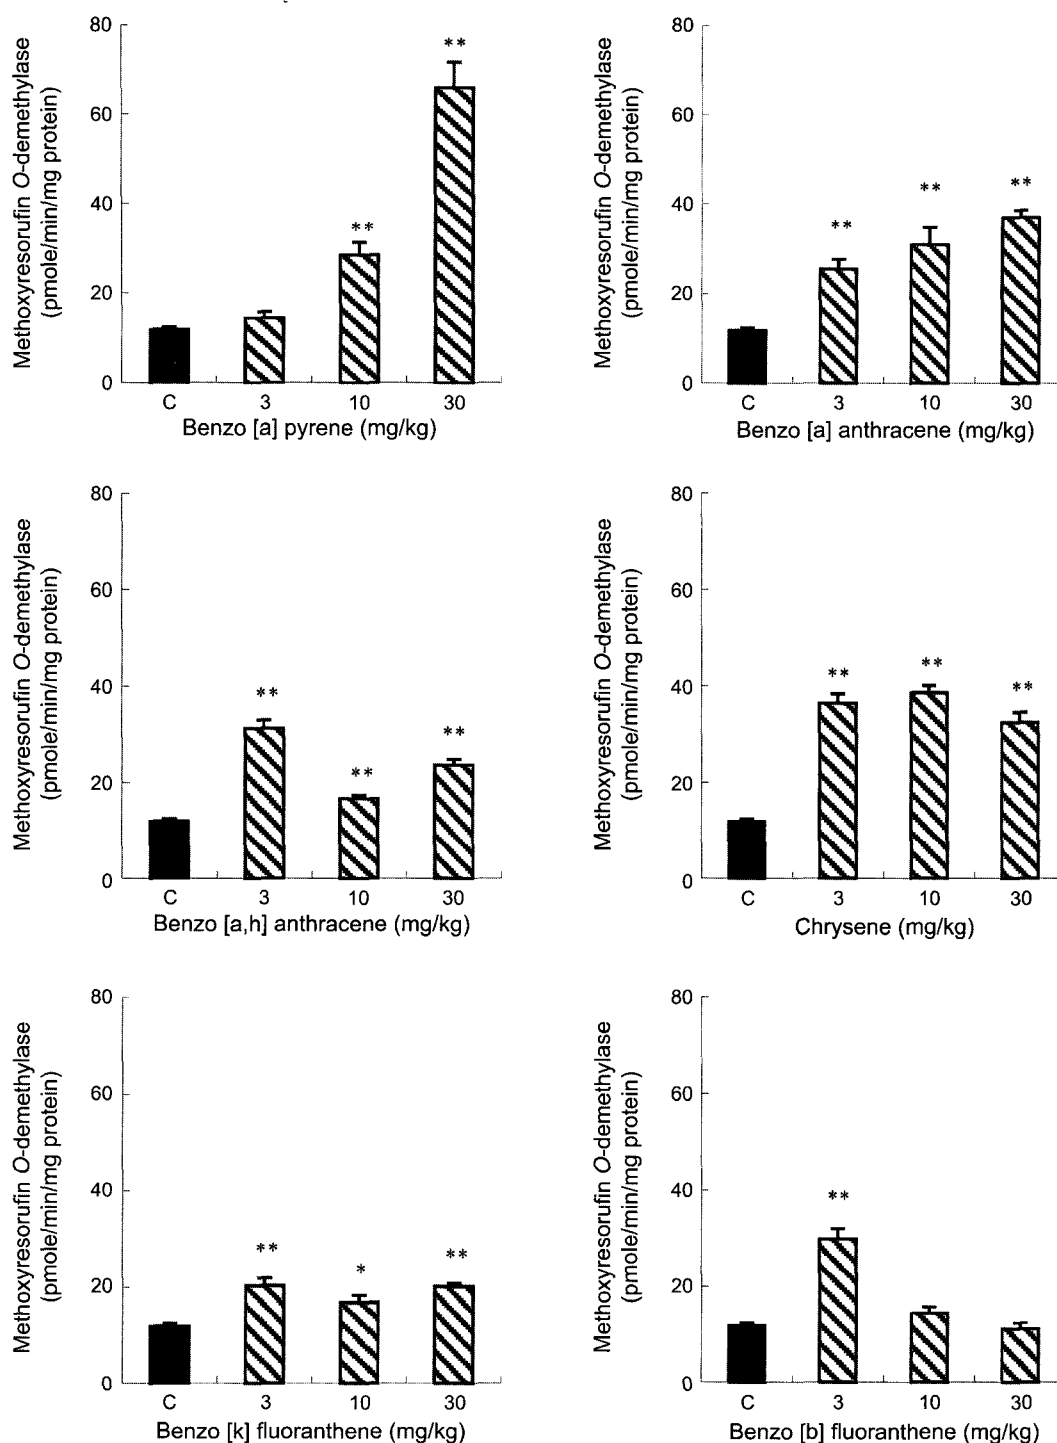 Methoxyresorufin O-demethylase
(pmole/min/mg protein)
80
60
40
20
0
**
**
C 3 10 30
Benzo [a] pyrene (mg/kg)
Methoxyresorufin O-demethylase
(pmole/min/mg protein)
80
60
40
20
0
**
**
**
C 3 10 30
Benzo [a] anthracene (mg/kg)
Methoxyresorufin O-demethylase
(pmole/min/mg protein)
80
60
40
20
0
**
**
**
C 3 10 30
Benzo [a,h] anthracene (mg/kg)
Methoxyresorufin O-demethylase
(pmole/min/mg protein)
80
60
40
20
0
**
**
**
C 3 10 30
Chrysene (mg/kg)
Methoxyresorufin O-demethylase
(pmole/min/mg protein)
80
60
40
20
0
**
*
**
C 3 10 30
Benzo [k] fluoranthene (mg/kg)
Methoxyresorufin O-demethylase
(pmole/min/mg protein)
80
60
40
20
0
**
C 3 10 30
Benzo [b] fluoranthene (mg/kg)